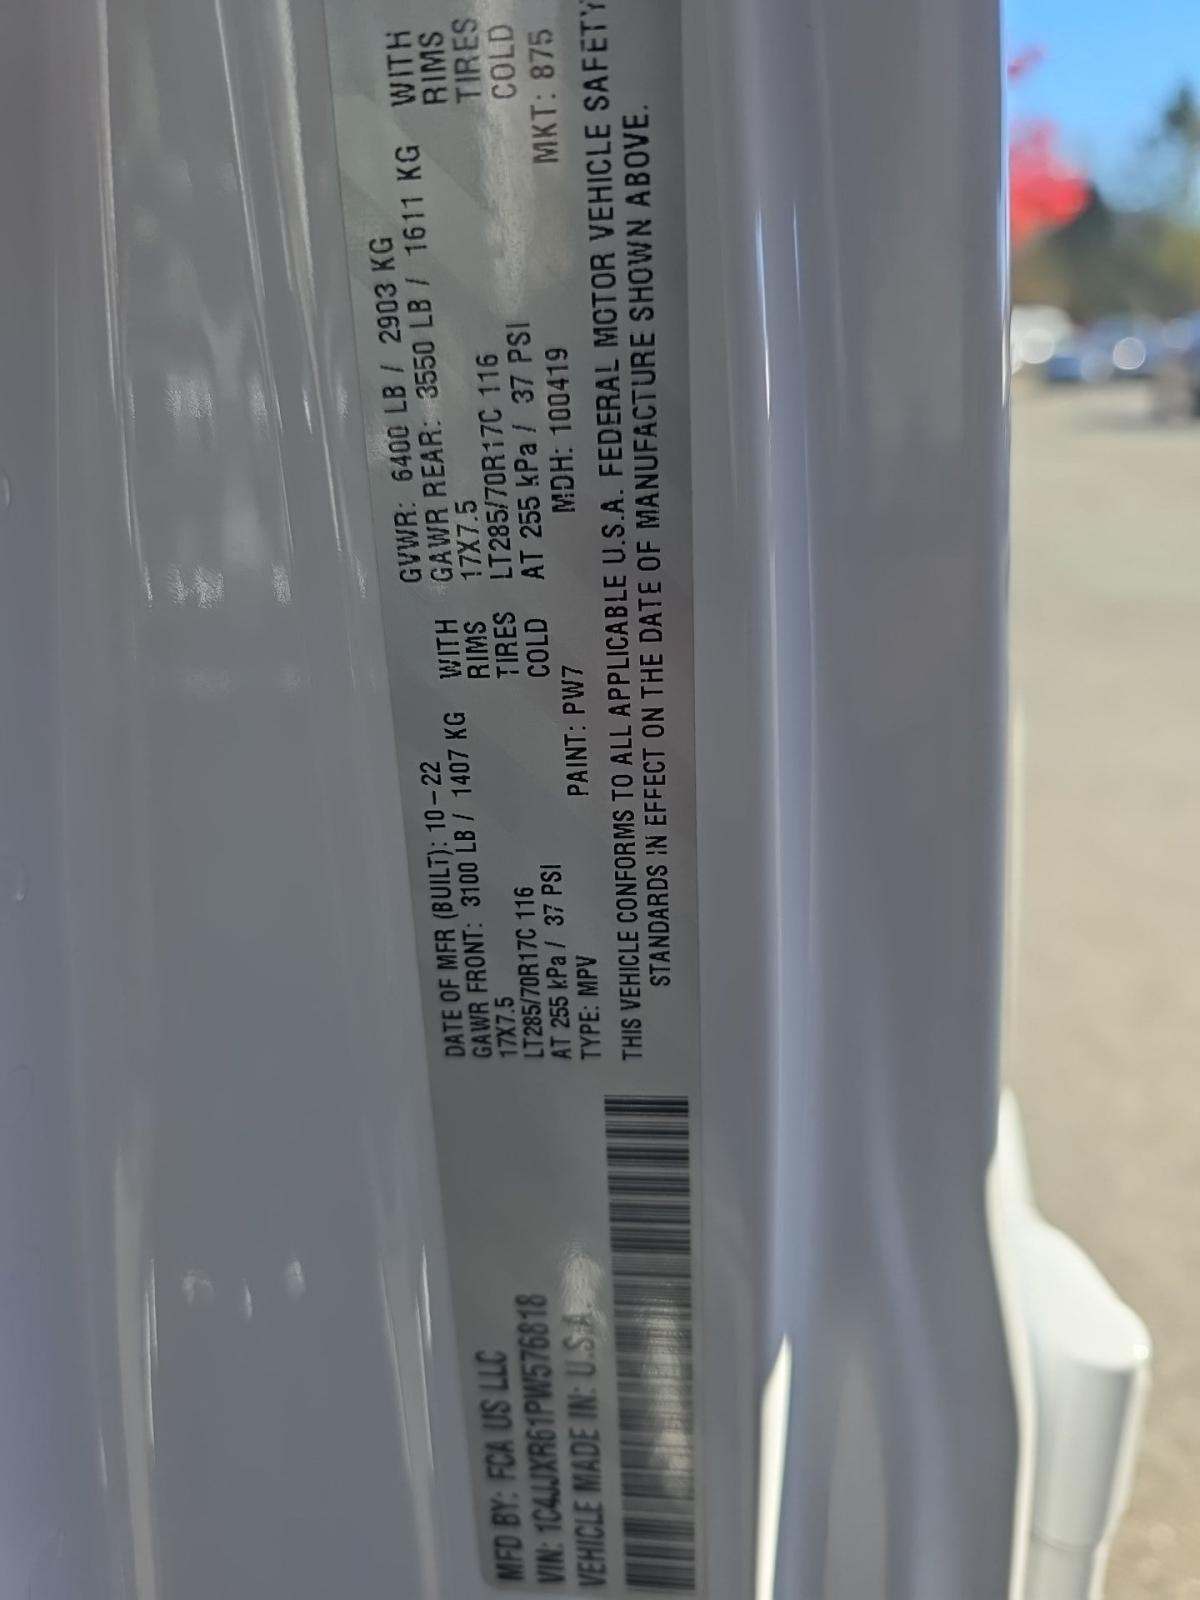 MFD BY: FCA US LLC
VIN: 1C4JJXR61PW576818
VEHICLE MADE IN: U.S.A.
DATE OF MFR (BUILT): 10-22 GVWR: 6400 LB / 2903 KG
GAWR FRONT: 3100 LB / 1407 KG WITH GAWR REAR: 3550 LB / 1611 KG WITH
17X7.5 RIMS 17X7.5 RIMS
LT285/70R17C 116 TIRES LT285/70R17C 116 TIRES
AT 255 kPa / 37 PSI COLD AT 255 kPa / 37 PSI COLD
TYPE: MPV PAINT: PW7 MDH: 100419 MKT: 875
THIS VEHICLE CONFORMS TO ALL APPLICABLE U.S.A. FEDERAL MOTOR VEHICLE SAFETY
STANDARDS IN EFFECT ON THE DATE OF MANUFACTURE SHOWN ABOVE.